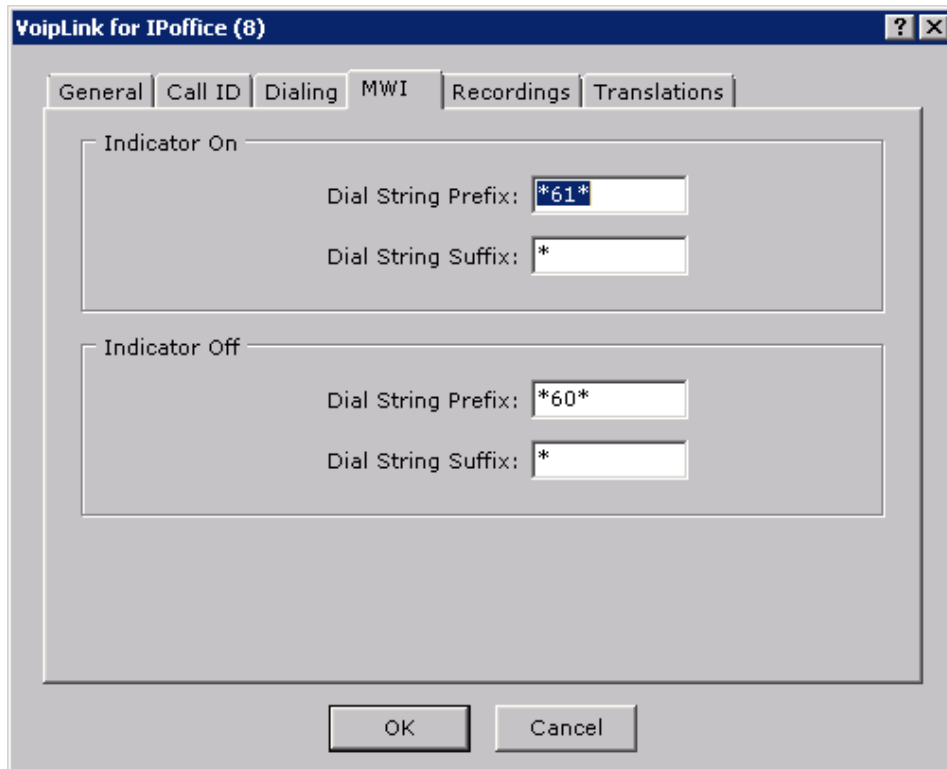 VoipLink for IPoffice (8)
? X
General Call ID Dialing MWI Recordings Translations
Indicator On
Dial String Prefix: *61*
Dial String Suffix: *
Indicator Off
Dial String Prefix: *60*
Dial String Suffix: *
OK Cancel